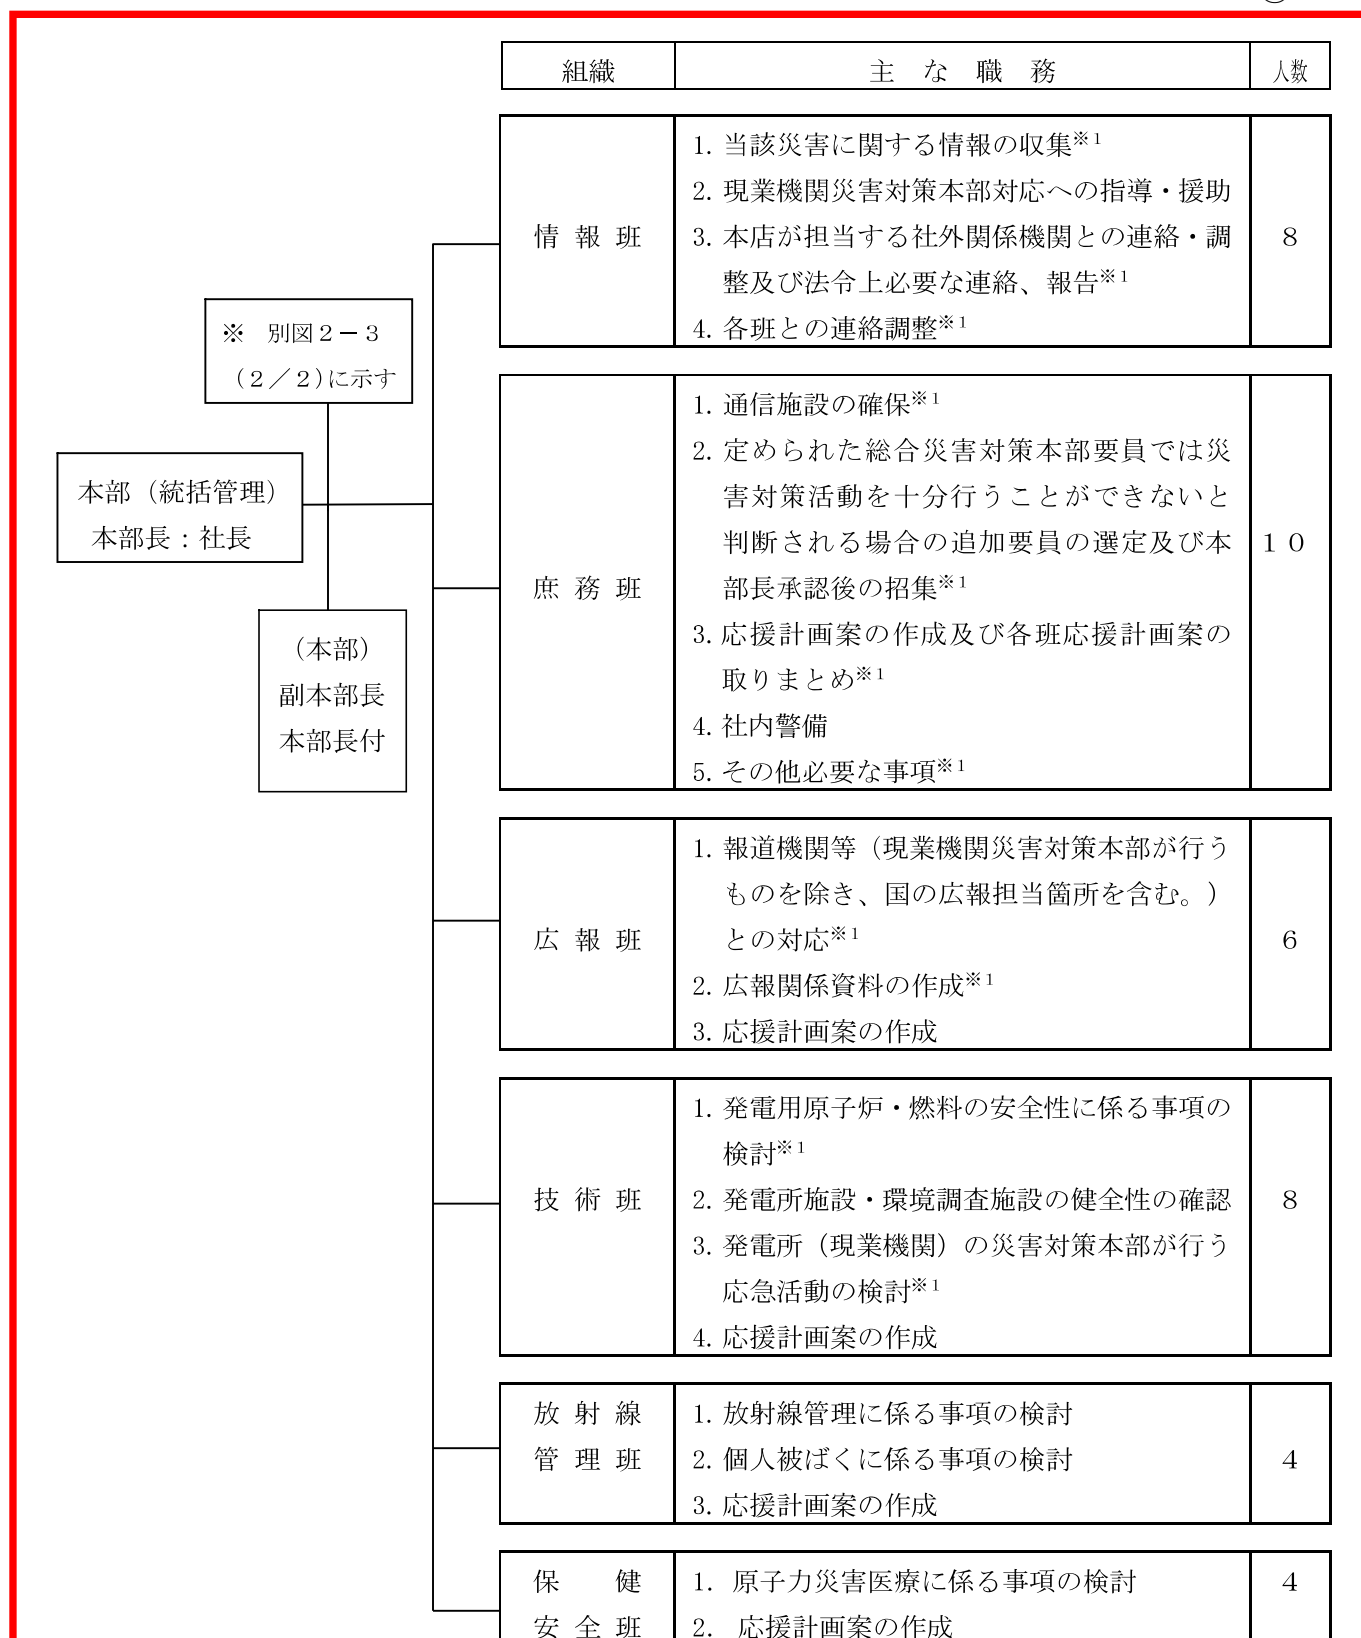 組織 主な職務 人数
情報班
1. 当該災害に関する情報の収集※1
2. 現業機関災害対策本部対応への指導・援助
3. 本店が担当する社外関係機関との連絡・調
整及び法令上必要な連絡、報告※1
4. 各班との連絡調整※1
8
※ 別図2-3
(2/2)に示す
本部（統括管理）
本部長：社長
（本部）
副本部長
本部長付
庶務班
1. 通信施設の確保※1
2. 定められた総合災害対策本部要員では災
害対策活動を十分行うことができないと
判断される場合の追加要員の選定及び本
部長承認後の招集※1
3. 応援計画案の作成及び各班応援計画案の
取りまとめ※1
4. 社内警備
5. その他必要な事項※1
10
広報班
1. 報道機関等（現業機関災害対策本部が行う
ものを除き、国の広報担当箇所を含む。）
との対応※1
2. 広報関係資料の作成※1
3. 応援計画案の作成
6
技術班
1. 発電用原子炉・燃料の安全性に係る事項の
検討※1
2. 発電所施設・環境調査施設の健全性の確認
3. 発電所（現業機関）の災害対策本部が行う
応急活動の検討※1
4. 応援計画案の作成
8
放射線
管理班
1. 放射線管理に係る事項の検討
2. 個人被ばくに係る事項の検討
3. 応援計画案の作成
4
保健
安全班
1. 原子力災害医療に係る事項の検討
2. 応援計画案の作成
4